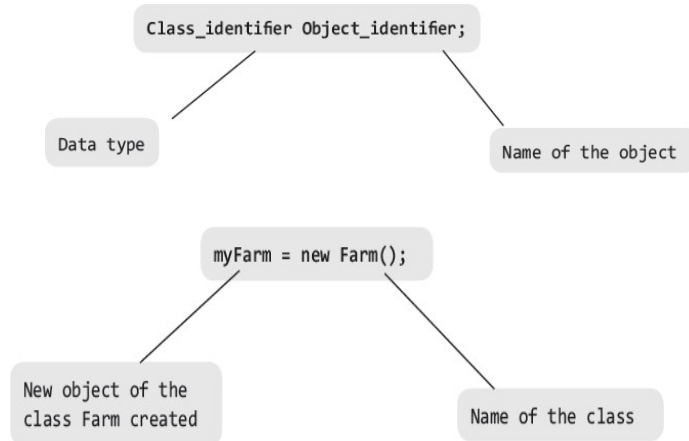 Class_identifier Object_identifier;
Data type
Name of the object
myFarm = new Farm();
New object of the
class Farm created
Name of the class